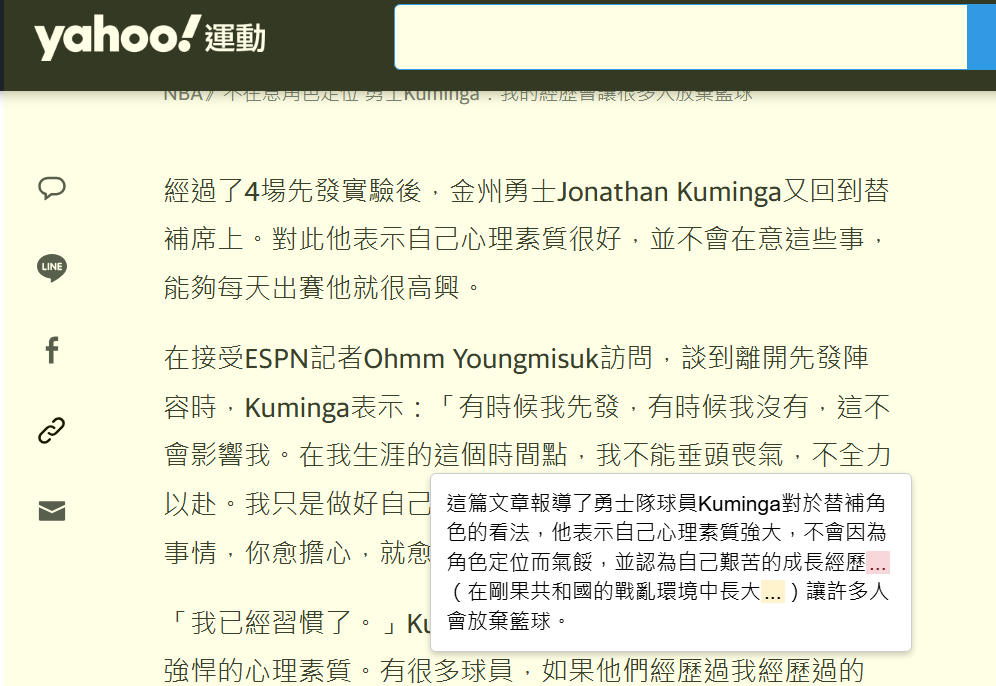 yahoo!運動
NBA》不在意角色定位 勇士Kuminga：我的經歷會讓很多人放棄籃球
經過了4場先發實驗後，金州勇士Jonathan Kuminga又回到替
補席上。對此他表示自己心理素質很好，並不會在意這些事，
能夠每天出賽他就很高興。
在接受ESPN記者Ohmm Youngmisuk訪問，談到離開先發陣
容時，Kuminga表示：「有時候我先發，有時候我沒有，這不
會影響我。在我生涯的這個時間點，我不能垂頭喪氣，不全力
以赴。我只是做好自己
事情，你愈擔心，就愈
「我已經習慣了。」Ku
強悍的心理素質。有很多球員，如果他們經歷過我經歷過的
LINE
這篇文章報導了勇士隊球員Kuminga對於替補角
色的看法，他表示自己心理素質強大，不會因為
角色定位而氣餒，並認為自己艱苦的成長經歷...
（在剛果共和國的戰亂環境中長大...）讓許多人
會放棄籃球。